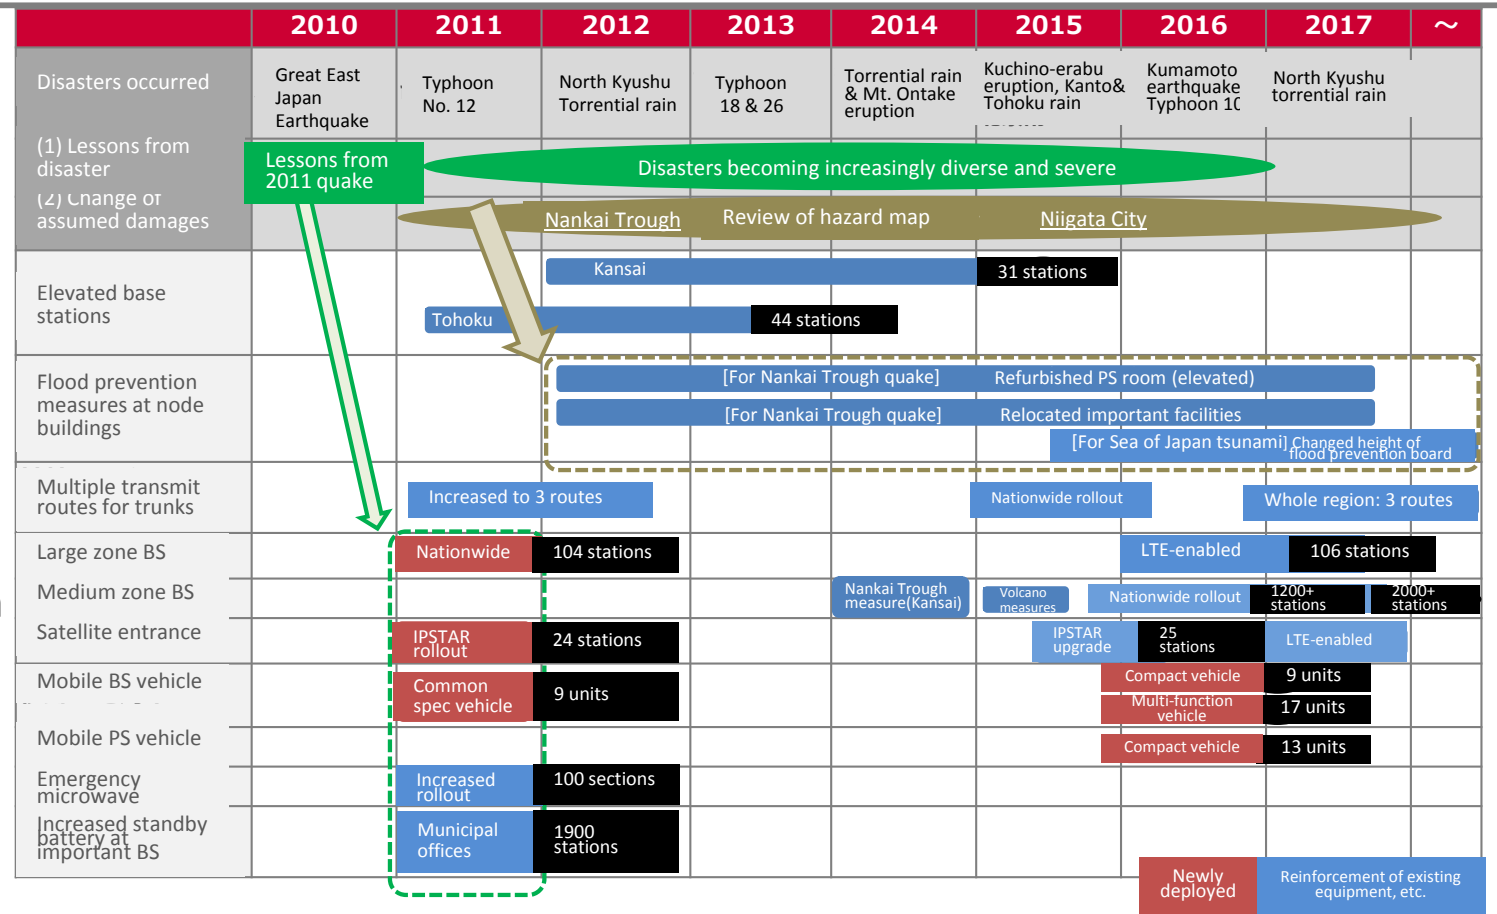 2010 2011 2012 2013 2014 2015 2016 2017 ～
Disasters occurred
Great East
Japan
Earthquake
Typhoon
No. 12
North Kyushu
Torrential rain
Typhoon
18 & 26
Torrential rain
& Mt. Ontake
eruption
Kuchino-erabu
eruption, Kanto&
Tohoku rain
Kumamoto
earthquake
Typhoon 10
North Kyushu
torrential rain
(1) Lessons from
disaster
Lessons from
2011 quake
Disasters becoming increasingly diverse and severe
(2) Change of
assumed damages
Nankai Trough Review of hazard map Niigata City
Elevated base
stations
Kansai 31 stations
Tohoku 44 stations
Flood prevention
measures at node
buildings
[For Nankai Trough quake] Refurbished PS room (elevated)
[For Nankai Trough quake] Relocated important facilities
[For Sea of Japan tsunami] Changed height of
flood prevention board
Multiple transmit
routes for trunks
Increased to 3 routes
Nationwide rollout
Whole region: 3 routes
Large zone BS
Nationwide 104 stations
LTE-enabled 106 stations
Medium zone BS
Nankai Trough
measure(Kansai)
Volcano
measures
Nationwide rollout
1200+
stations
2000+
stations
Satellite entrance
IPSTAR
rollout
24 stations
IPSTAR
upgrade
25
stations
LTE-enabled
Mobile BS vehicle
Common
spec vehicle
9 units
Compact vehicle 9 units
Multi-function
vehicle
17 units
Mobile PS vehicle
Compact vehicle 13 units
Emergency
microwave
Increased
rollout
100 sections
Increased standby
battery at
important BS
Municipal
offices
1900
stations
Newly
deployed
Reinforcement of existing
equipment, etc.